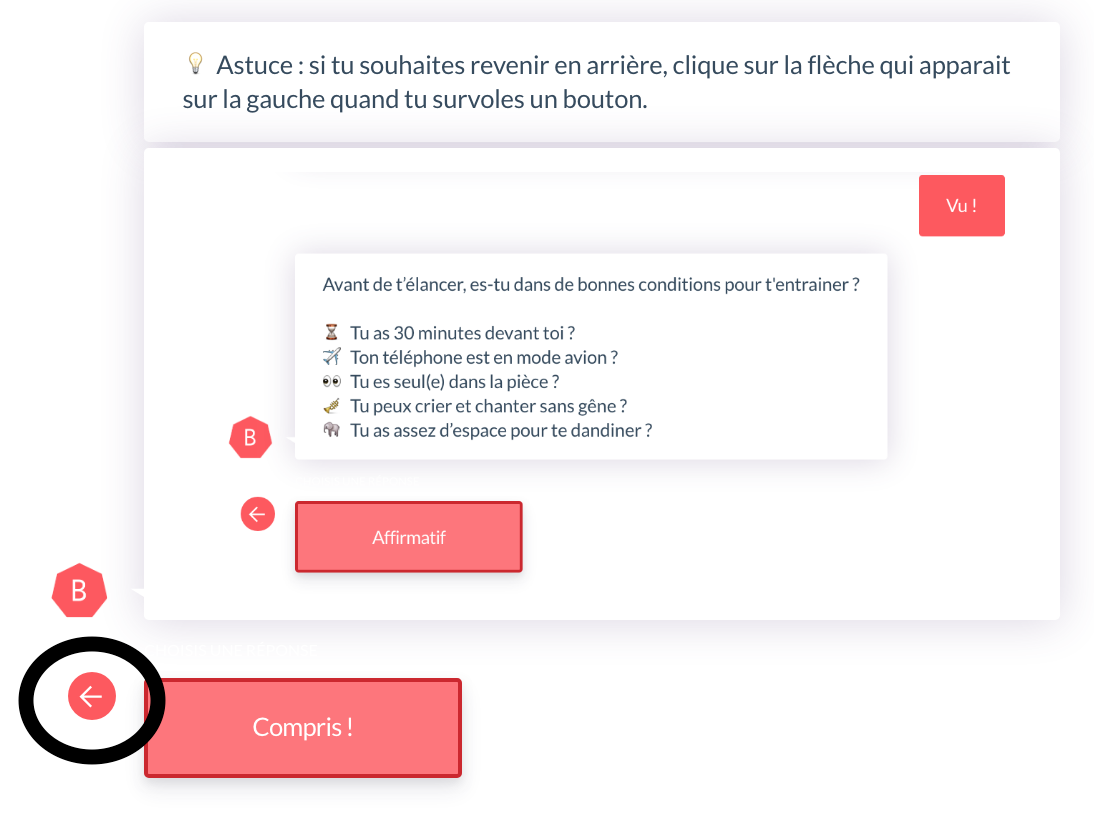 Astuce : si tu souhaites revenir en arrière, clique sur la flèche qui apparait
sur la gauche quand tu survoles un bouton.
Vu !
Avant de t’élancer, es-tu dans de bonnes conditions pour t'entrainer ?
Tu as 30 minutes devant toi ?
Ton téléphone est en mode avion ?
Tu es seul(e) dans la pièce ?
Tu peux crier et chanter sans gêne ?
Tu as assez d’espace pour te dandiner ?
B
Affirmatif
B
Compris !